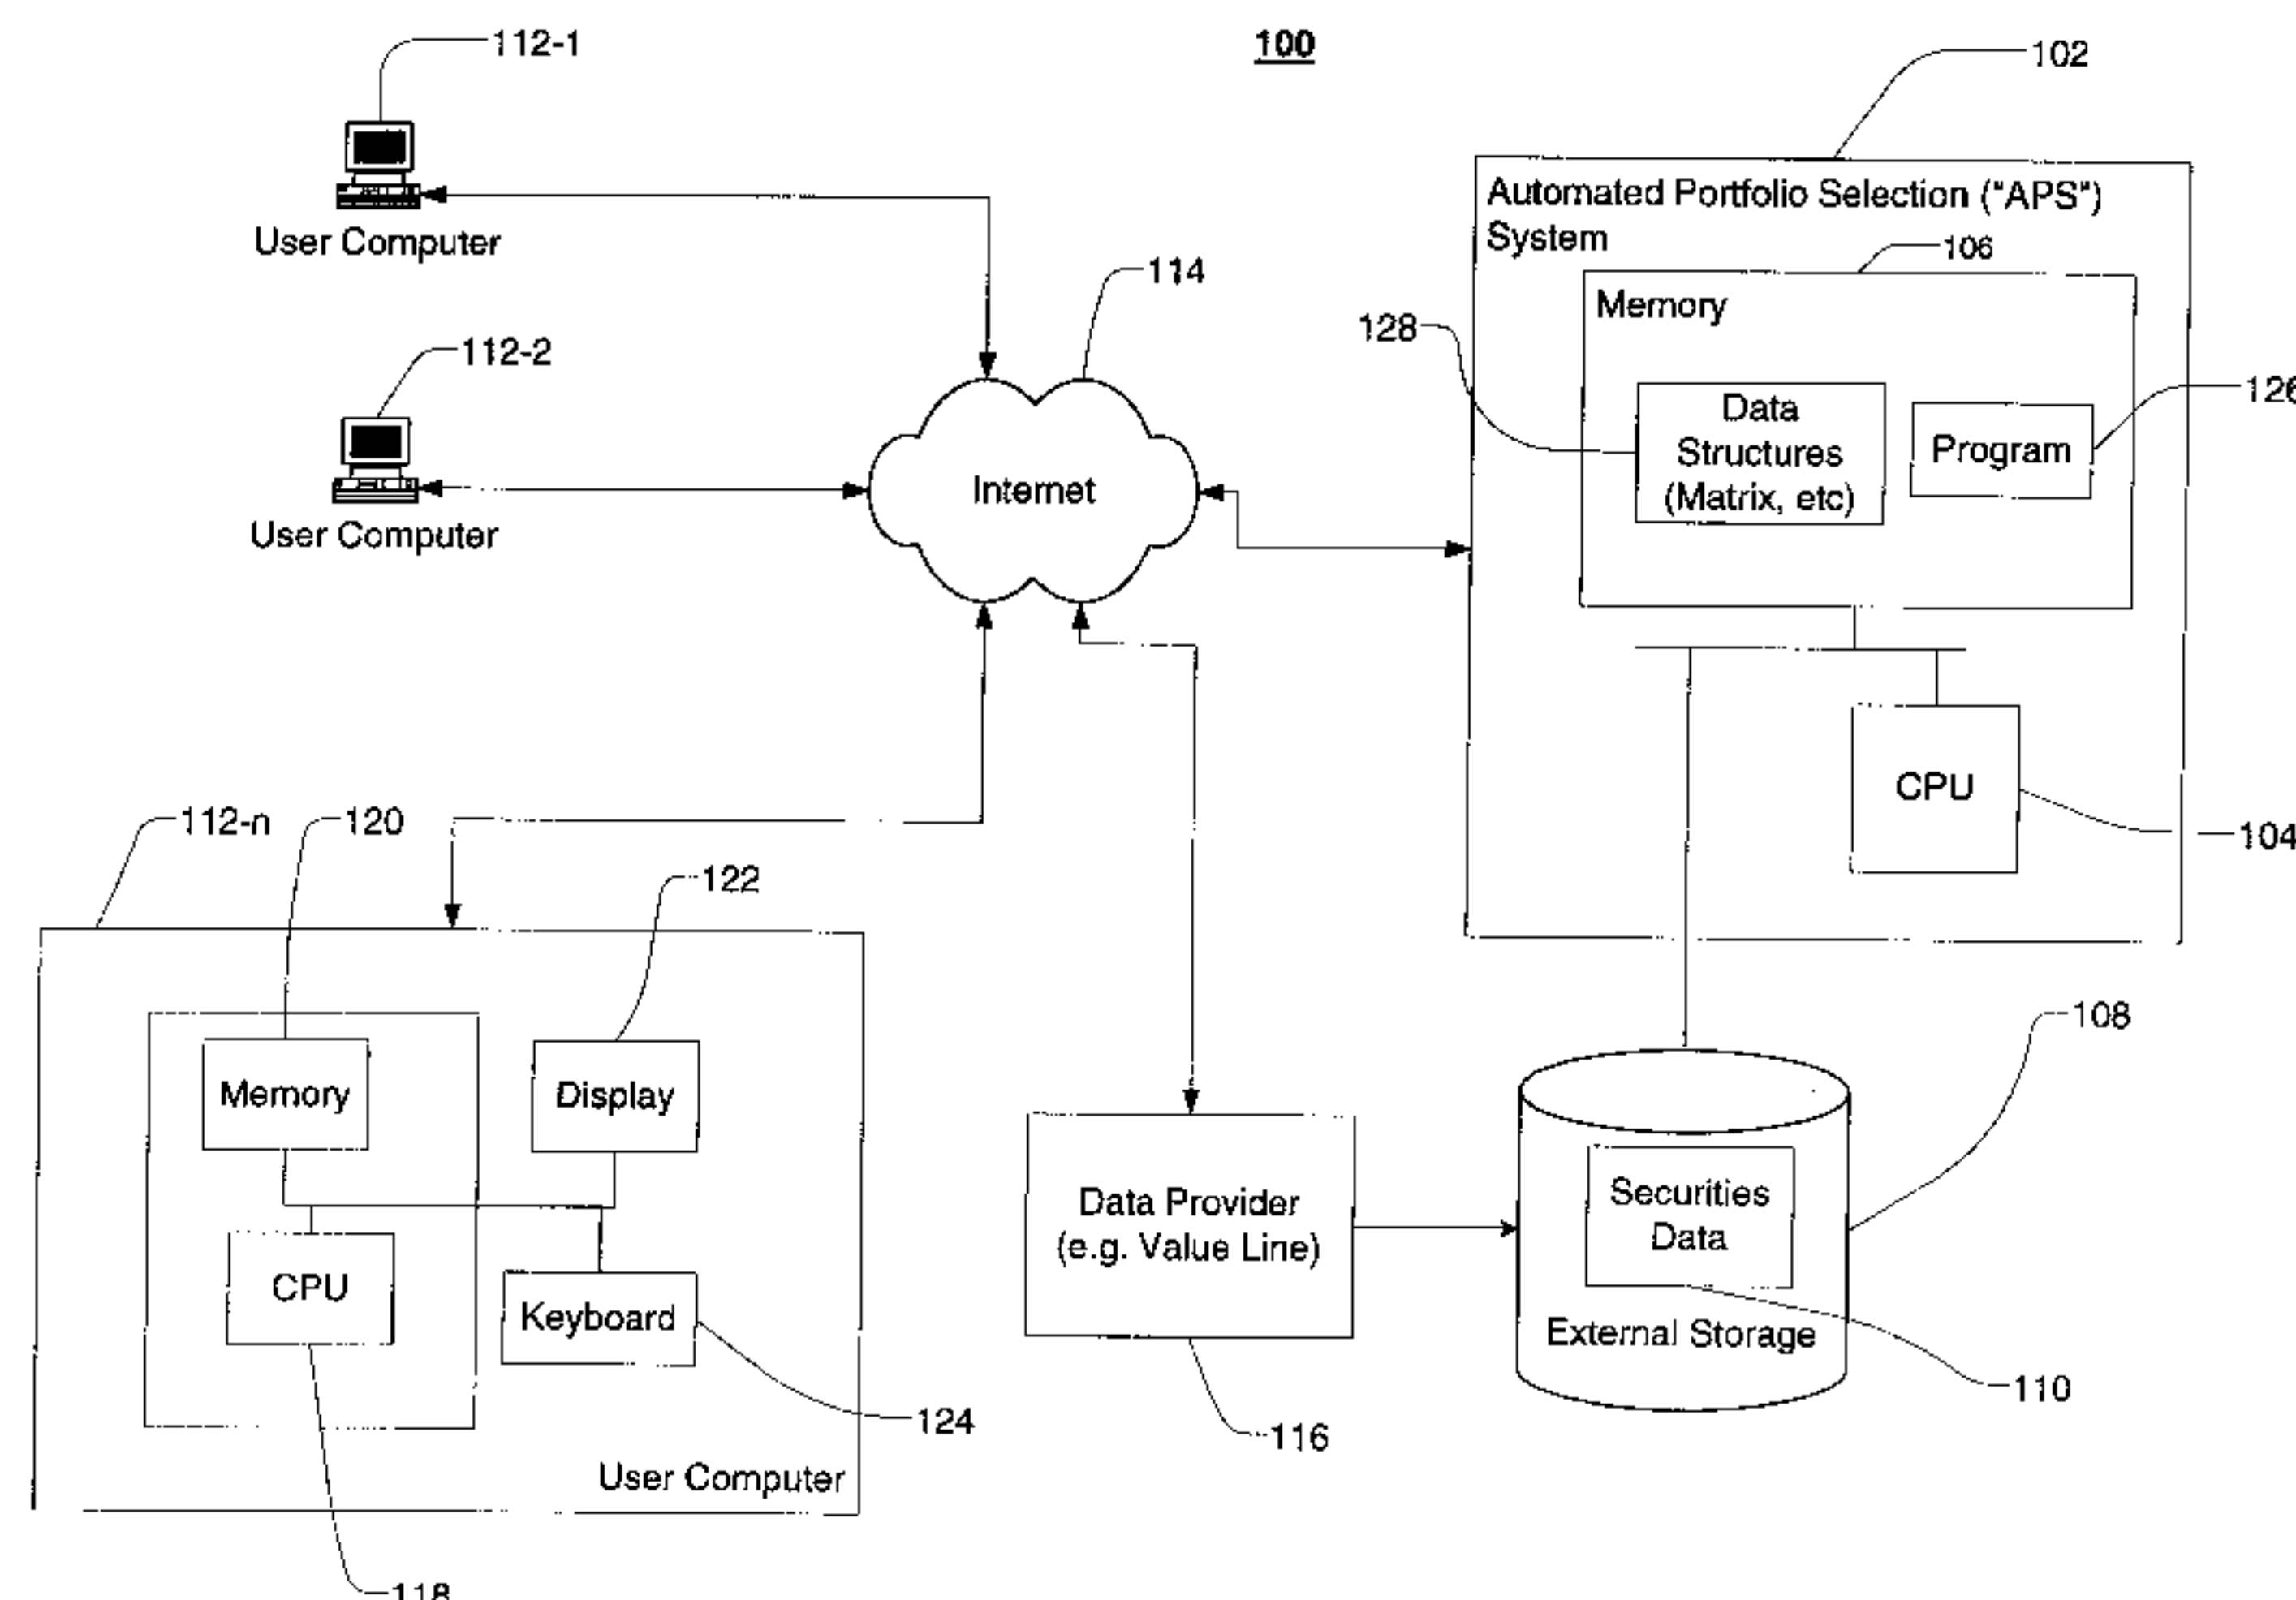 100
112-1
User Computer
112-2
User Computer
114
Internet
102
Automated Portfolio Selection ("APS")
System
106
Memory
128
Data
Structures
(Matrix, etc)
Program
126
CPU
104
112-n
120
122
Memory
Display
CPU
Keyboard
124
User Computer
118
Data Provider
(e.g. Value Line)
116
108
Securities
Data
External Storage
110